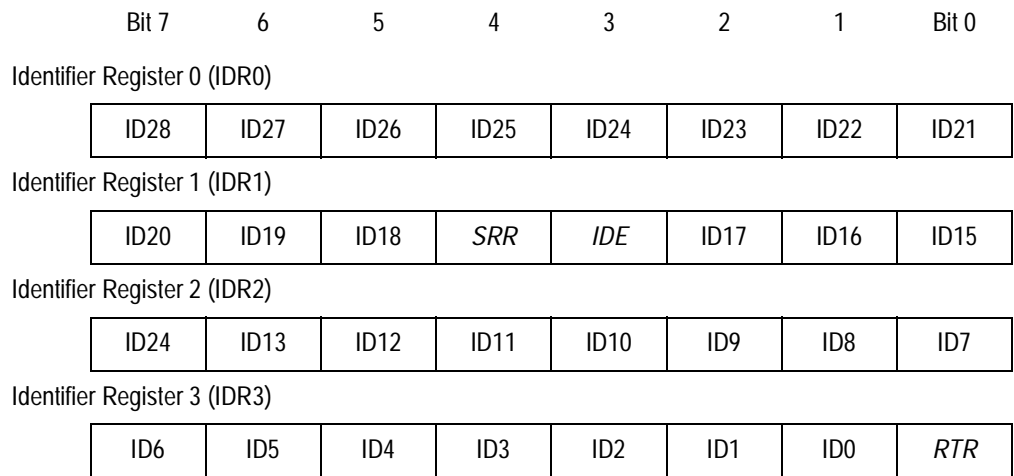 Bit 7 6 5 4 3 2 1 Bit 0
Identifier Register 0 (IDR0)
ID28 ID27 ID26 ID25 ID24 ID23 ID22 ID21
Identifier Register 1 (IDR1)
ID20 ID19 ID18 SRR IDE ID17 ID16 ID15
Identifier Register 2 (IDR2)
ID24 ID13 ID12 ID11 ID10 ID9 ID8 ID7
Identifier Register 3 (IDR3)
ID6 ID5 ID4 ID3 ID2 ID1 ID0 RTR